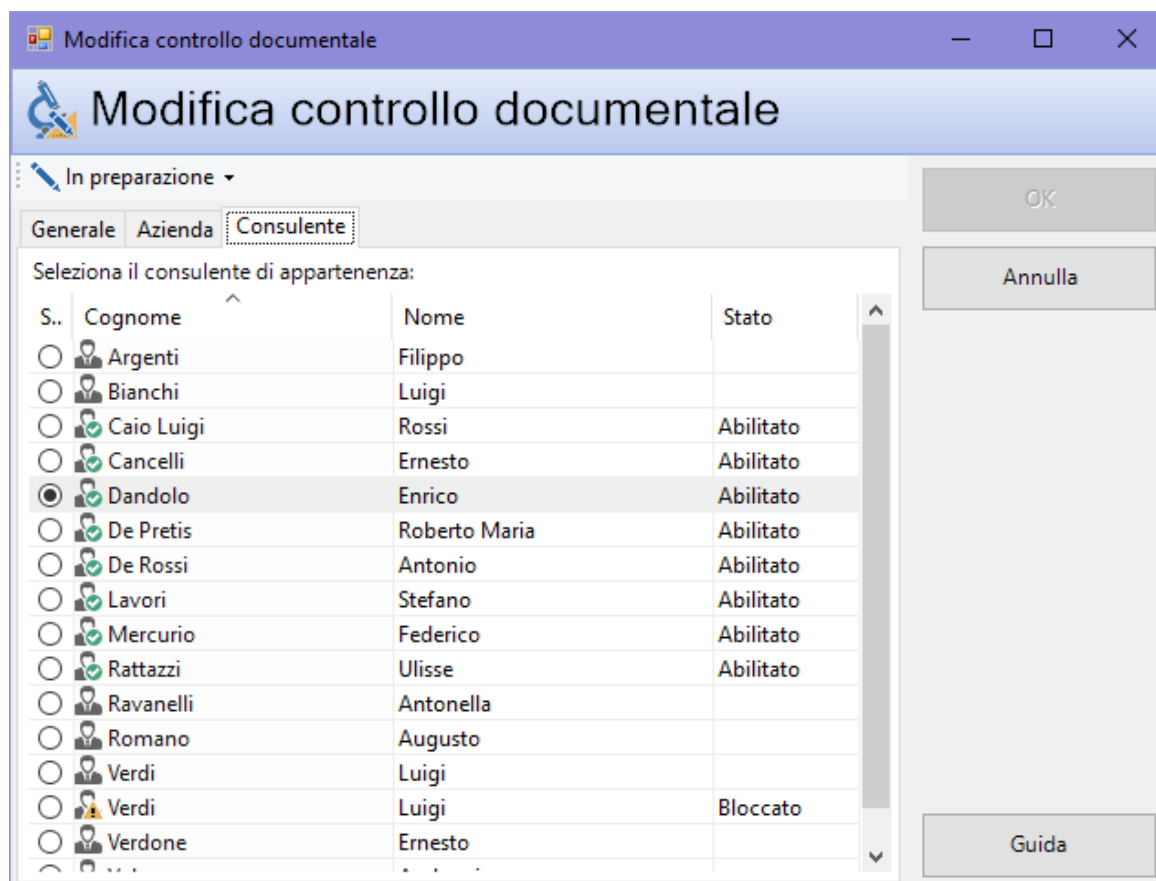 Modifica controllo documentale
Modifica controllo documentale
In preparazione
OK
Generale Azienda Consulente
Annulla
Seleziona il consulente di appartenenza:
S.. Cognome Nome Stato
Argenti Filippo
Bianchi Luigi
Caio Luigi Rossi Abilitato
Cancelli Ernesto Abilitato
Dandolo Enrico Abilitato
De Pretis Roberto Maria Abilitato
De Rossi Antonio Abilitato
Lavori Stefano Abilitato
Mercurio Federico Abilitato
Rattazzi Ulisse Abilitato
Ravanelli Antonella
Romano Augusto
Verdi Luigi
Verdi Luigi Bloccato
Verdone Ernesto
Guida